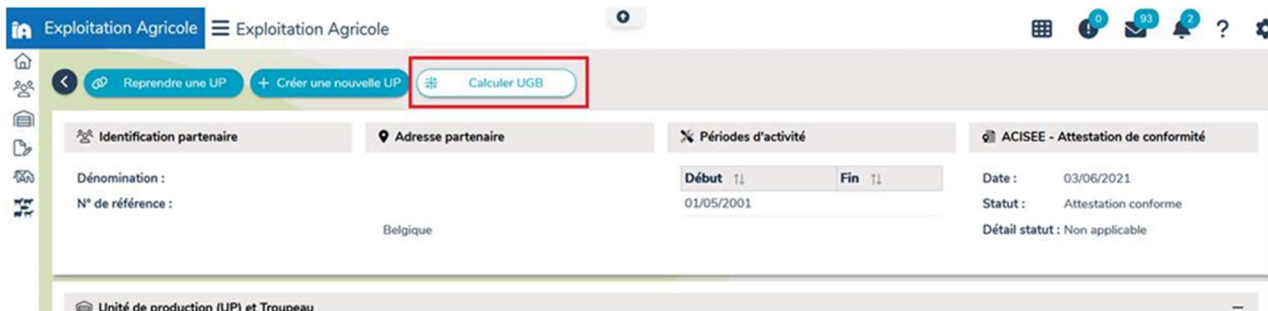 iA Exploitation Agricole Exploitation Agricole 0 93 2 ?
Reprendre une UP + Créer une nouvelle UP Calculer UGB
Identification partenaire Adresse partenaire Périodes d'activité ACISEE - Attestation de conformité
Dénomination : Début Fin Date : 03/06/2021
N° de référence : 01/05/2001 Statut : Attestation conforme
Belgique Détail statut : Non applicable
Unité de production (UP) et Troupeau